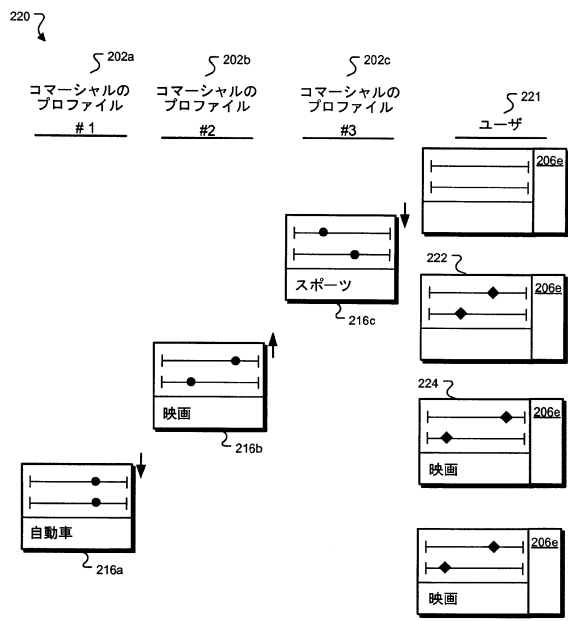 220
202a
202b
202c
221
コマーシャルの
プロファイル
#1
コマーシャルの
プロファイル
#2
コマーシャルの
プロファイル
#3
ユーザ
206e
スポーツ
216c
222
206e
映画
216b
224
206e
映画
自動車
216a
206e
映画